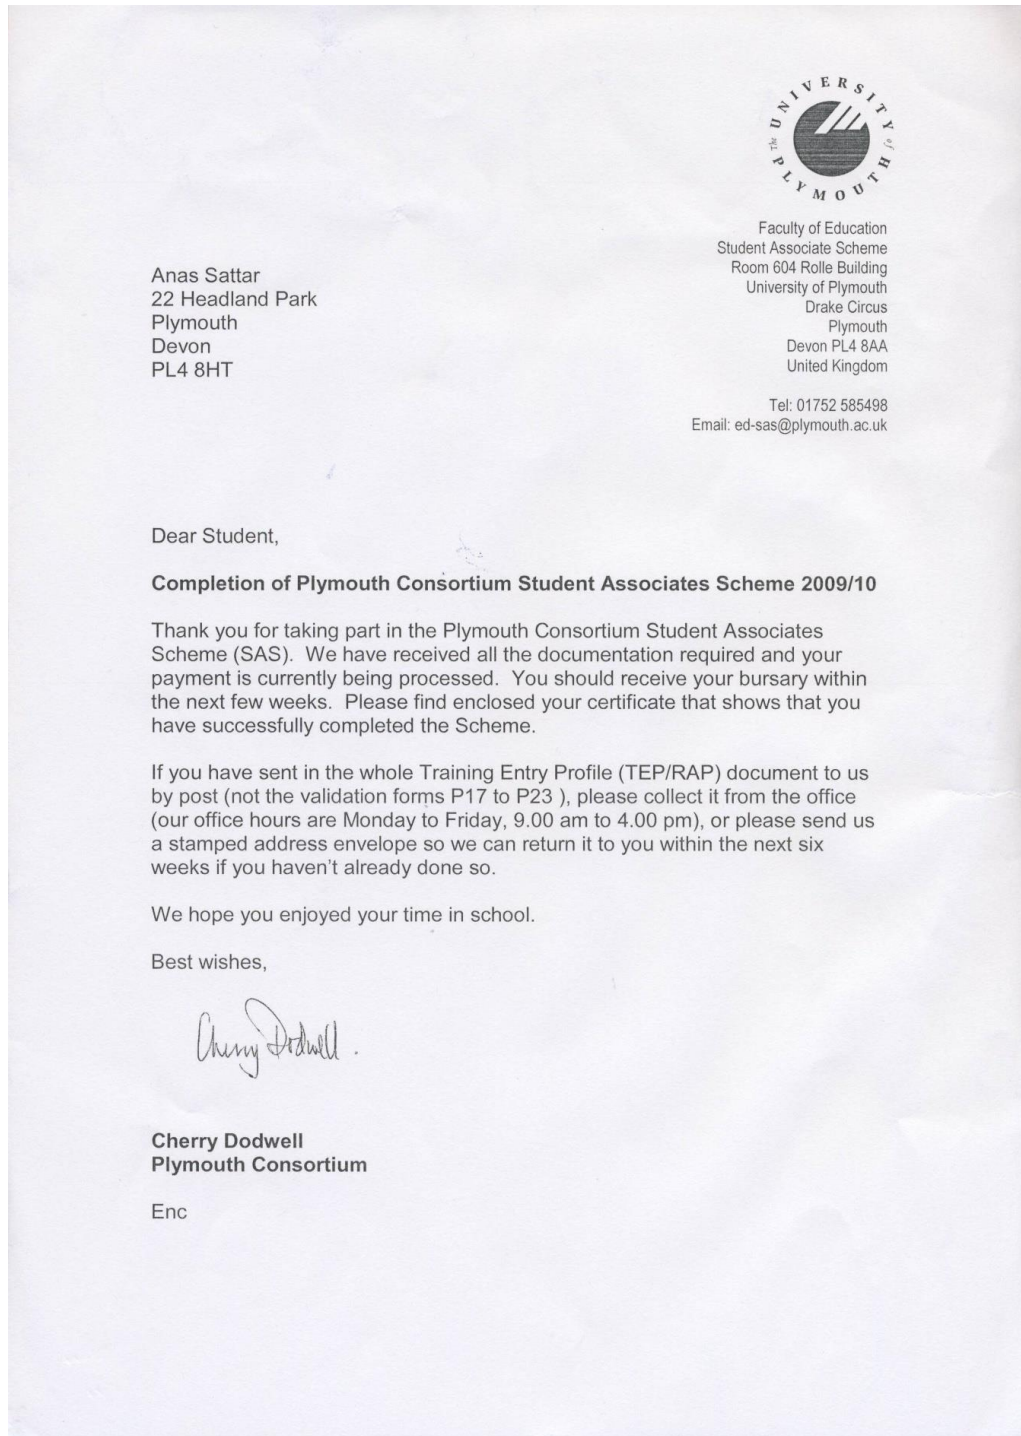 The UNIVERSITY of PLYMOUTH
Faculty of Education
Student Associate Scheme
Room 604 Rolle Building
University of Plymouth
Drake Circus
Plymouth
Devon PL4 8AA
United Kingdom
Tel: 01752 585498
Email: ed-sas@plymouth.ac.uk
Anas Sattar
22 Headland Park
Plymouth
Devon
PL4 8HT
Dear Student,
Completion of Plymouth Consortium Student Associates Scheme 2009/10
Thank you for taking part in the Plymouth Consortium Student Associates
Scheme (SAS).  We have received all the documentation required and your
payment is currently being processed.  You should receive your bursary within
the next few weeks.  Please find enclosed your certificate that shows that you
have successfully completed the Scheme.
If you have sent in the whole Training Entry Profile (TEP/RAP) document to us
by post (not the validation forms P17 to P23 ), please collect it from the office
(our office hours are Monday to Friday, 9.00 am to 4.00 pm), or please send us
a stamped address envelope so we can return it to you within the next six
weeks if you haven't already done so.
We hope you enjoyed your time in school.
Best wishes,
Cherry Dodwell.
Cherry Dodwell
Plymouth Consortium
Enc